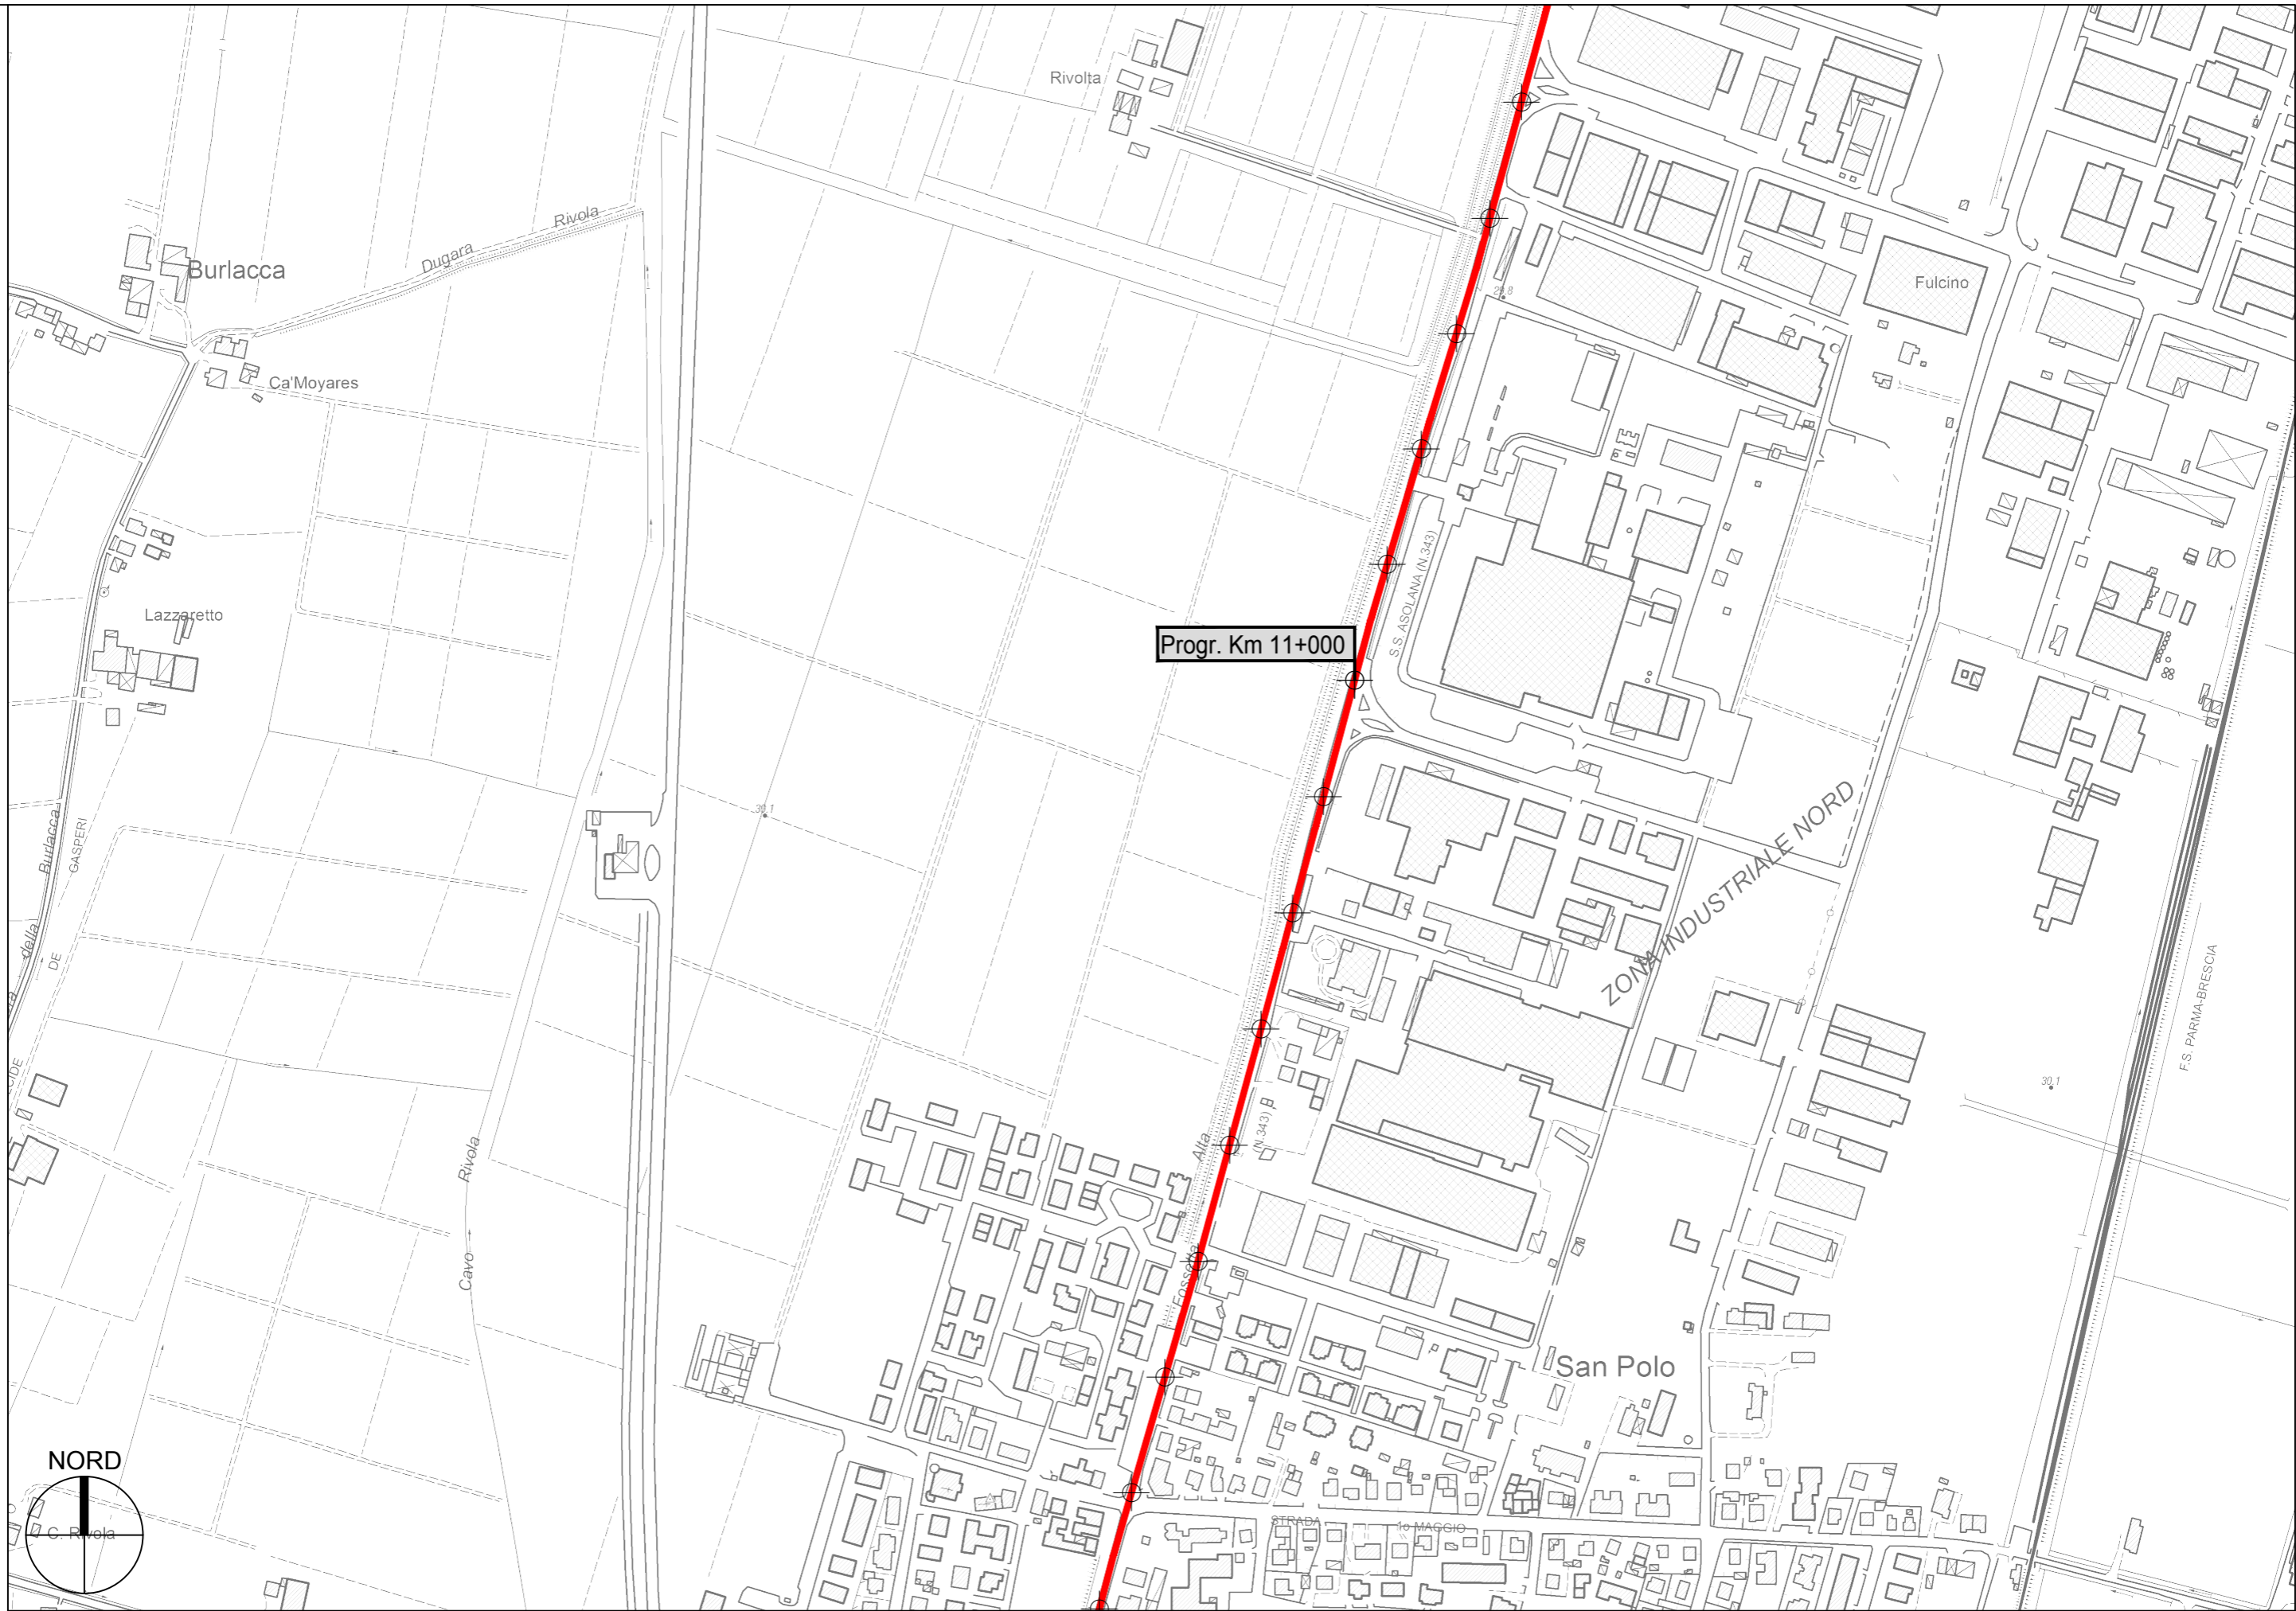 Rivolta
Dugara Rivola
Burlacca
Fulcino
29.8
Ca'Moyares
S.S. ASOLANA (N.343)
Lazzaretto
Progr. Km 11+000
30.1
Burlacca
GASPERI
ZONA INDUSTRIALE NORD
della
DE
F.S. PARMA-BRESCIA
30.1
Rivola
Alta
(N.343)
Cavo
Fossetta
San Polo
NORD
C. Rivola
STRADA 1o MAGGIO